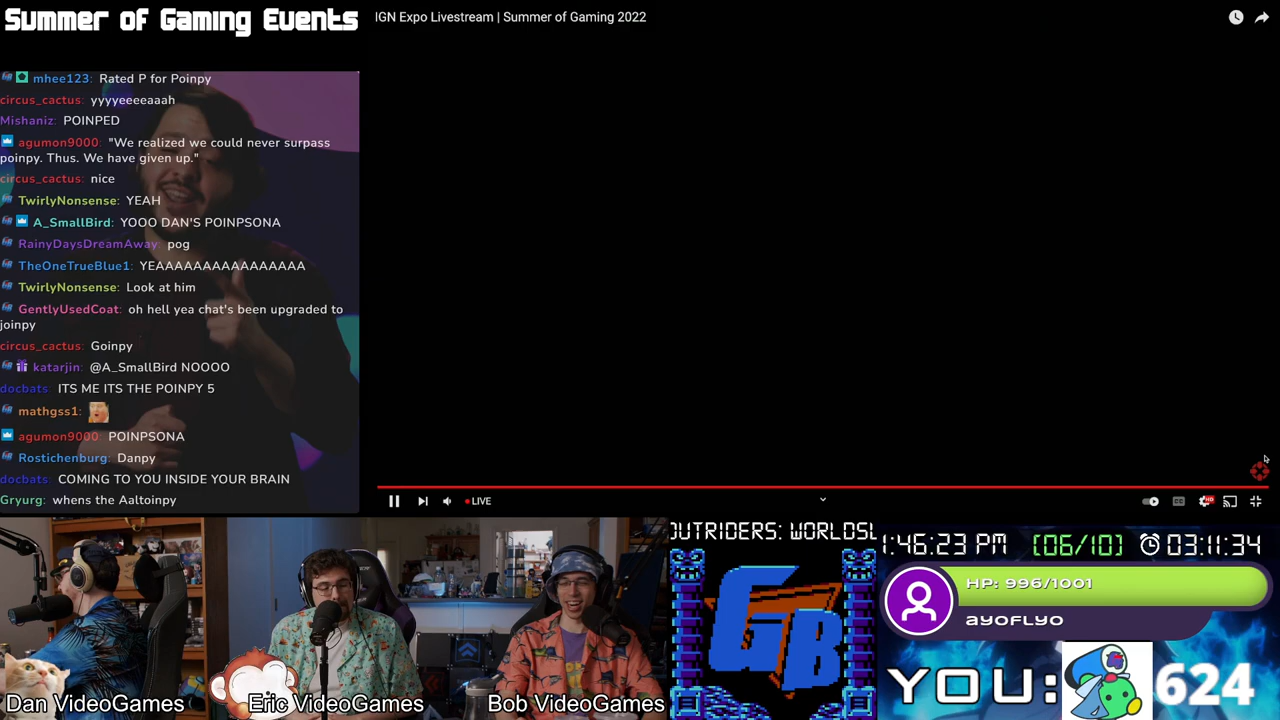 Summer of Gaming Events
IGN Expo Livestream | Summer of Gaming 2022
mhee123: Rated P for Poinpy
circus_cactus: yyyyeeeeaaah
Mishaniz: POINPED
agumon9000: "We realized we could never surpass
poinpy. Thus. We have given up."
circus_cactus: nice
TwirlyNonsense: YEAH
A_SmallBird: YOOO DAN'S POINPSONA
RainyDaysDreamAway: pog
TheOneTrueBlue1: YEAAAAAAAAAAAAAAA
TwirlyNonsense: Look at him
GentlyUsedCoat: oh hell yea chat's been upgraded to
joinpy
circus_cactus: Goinpy
katarjin: @A_SmallBird NOOOO
docbats: ITS ME ITS THE POINPY 5
mathgss1:
agumon9000: POINPSONA
Rostichenburg: Danpy
docbats: COMING TO YOU INSIDE YOUR BRAIN
Gryurg: whens the Aaltoinpy
LIVE
CC
HD
OUTRIDERS: WORLDSL
1:46:23 PM [06/10] 03:11:34
HP: 996/1001
AYOFLYO
GB
YOU: 624
Dan VideoGames
Eric VideoGames
Bob VideoGames